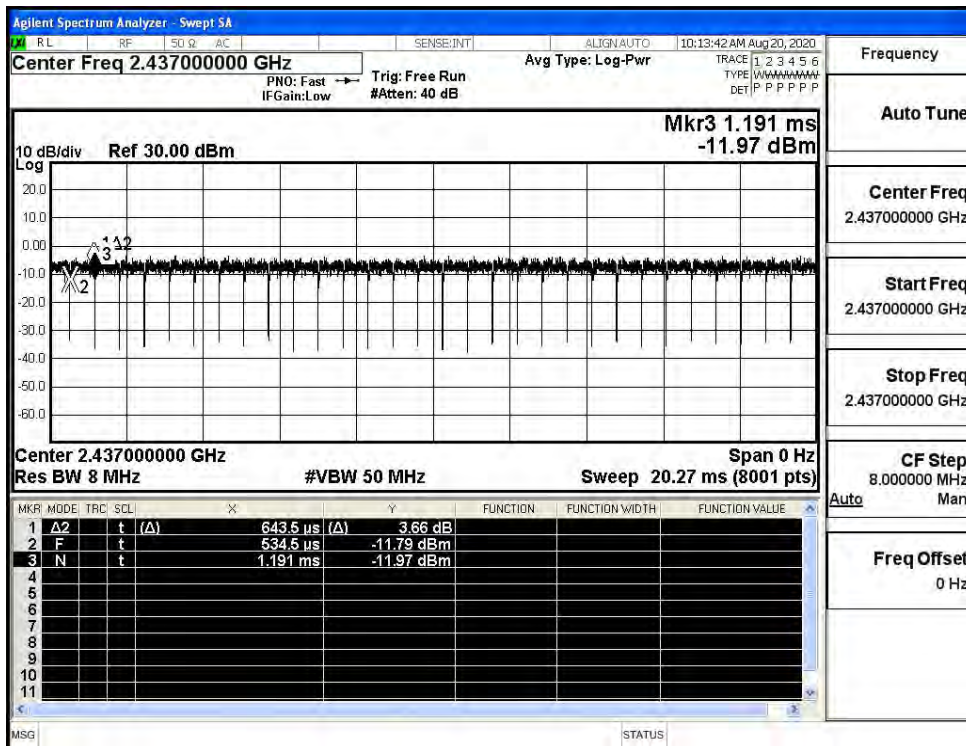 Agilent Spectrum Analyzer - Swept SA
LXI RL RF 50 Ω AC SENSE:INT ALIGNAUTO 10:13:42 AM Aug 20, 2020
Center Freq 2.437000000 GHz
Avg Type: Log-Pwr
TRACE 1 2 3 4 5 6
PNO: Fast
Trig: Free Run
TYPE
IFGain:Low
#Atten: 40 dB
DET P P P P P P
Mkr3 1.191 ms
-11.97 dBm
10 dB/div Ref 30.00 dBm
Log
20.0
10.0
0.00
-10.0
-20.0
-30.0
-40.0
-50.0
-60.0
1Δ2
3
2
Center 2.437000000 GHz Span 0 Hz
Res BW 8 MHz #VBW 50 MHz Sweep 20.27 ms (8001 pts)
MKR MODE TRC SCL X Y FUNCTION FUNCTION WIDTH FUNCTION VALUE
1 Δ2 t (Δ) 643.5 µs (Δ) 3.66 dB
2 F t 534.5 µs -11.79 dBm
3 N t 1.191 ms -11.97 dBm
4
5
6
7
8
9
10
11
MSG STATUS
Frequency
Auto Tune
Center Freq
2.437000000 GHz
Start Freq
2.437000000 GHz
Stop Freq
2.437000000 GHz
CF Step
8.000000 MHz
Auto Man
Freq Offset
0 Hz